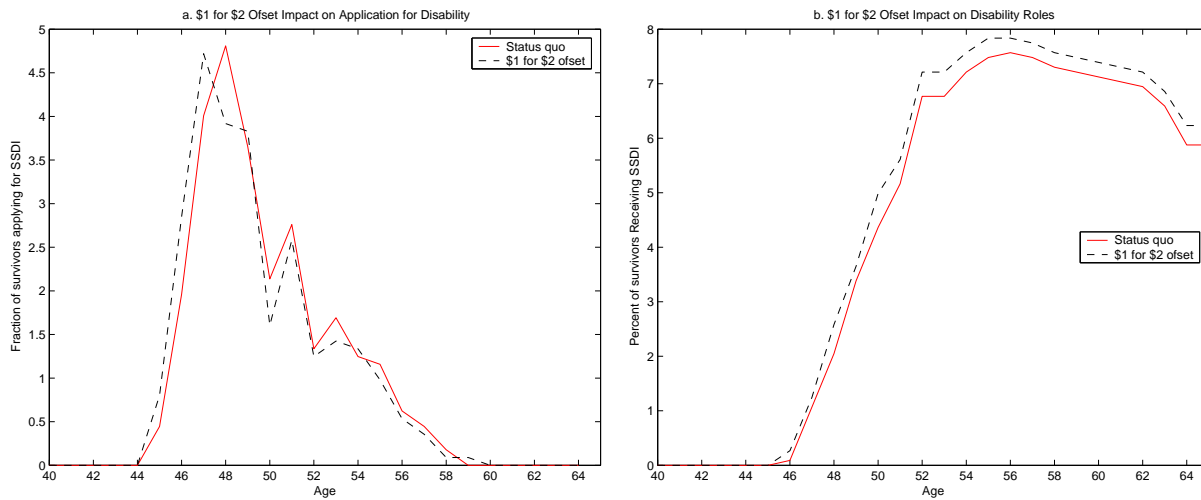 a. $1 for $2 Ofset Impact on Application for Disability
5
4.5
4
3.5
3
2.5
2
1.5
1
0.5
0
Fraction of survivors applying for SSDI
Status quo
$1 for $2 ofset
40 42 44 46 48 50 52 54 56 58 60 62 64
Age
b. $1 for $2 Ofset Impact on Disability Roles
8
7
6
5
4
3
2
1
0
Percent of survivors Receiving SSDI
Status quo
$1 for $2 ofset
40 42 44 46 48 50 52 54 56 58 60 62 64
Age